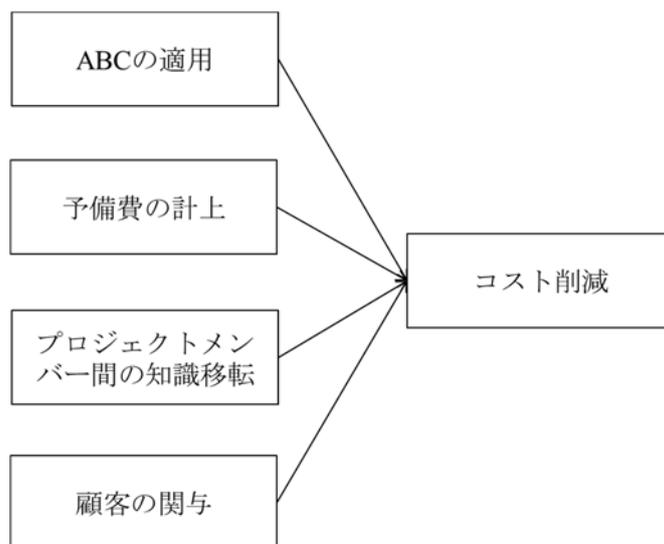 ABCの適用
予備費の計上
コスト削減
プロジェクトメン
バー間の知識移転
顧客の関与